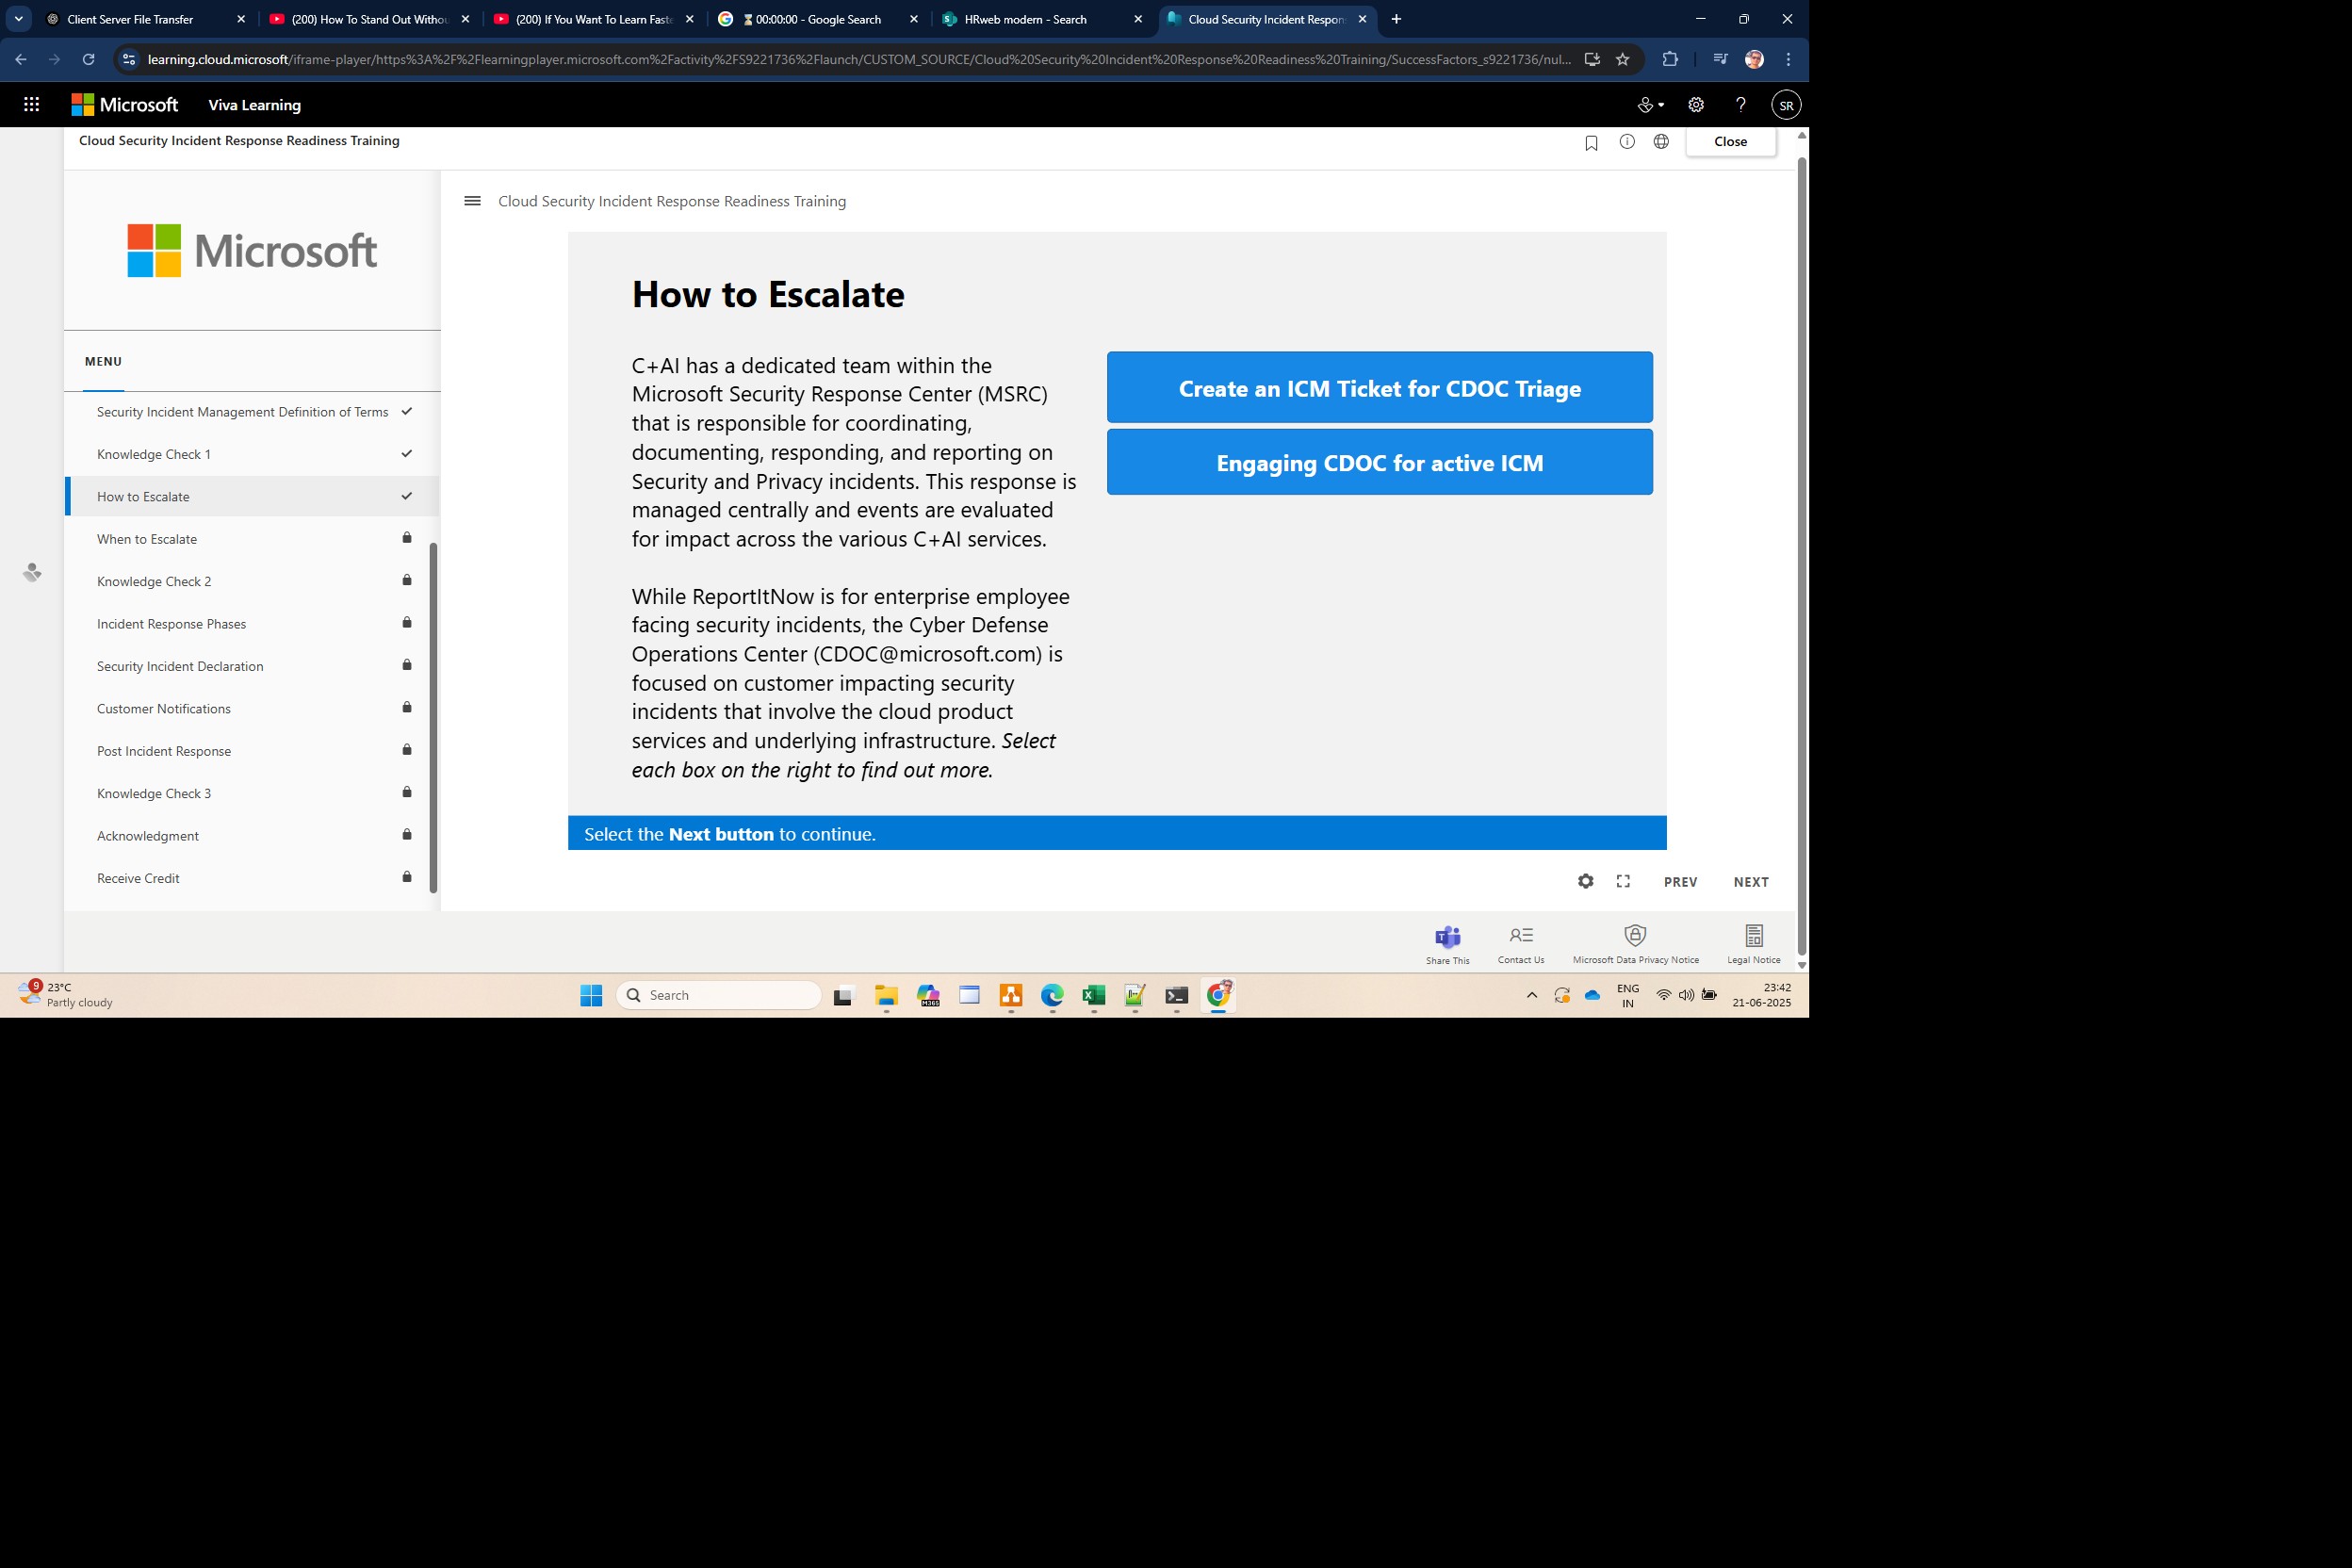 Client Server File Transfer
(200) How To Stand Out Withou
(200) If You Want To Learn Faste
00:00:00 - Google Search
HRweb modern - Search
Cloud Security Incident Respon
learning.cloud.microsoft/iframe-player/https%3A%2F%2Flearningplayer.microsoft.com%2Factivity%2FS9221736%2Flaunch/CUSTOM_SOURCE/Cloud%20Security%20Incident%20Response%20Readiness%20Training/SuccessFactors_s9221736/nul...
Microsoft
Viva Learning
?
SR
Cloud Security Incident Response Readiness Training
Close
Microsoft
MENU
Security Incident Management Definition of Terms
Knowledge Check 1
How to Escalate
When to Escalate
Knowledge Check 2
Incident Response Phases
Security Incident Declaration
Customer Notifications
Post Incident Response
Knowledge Check 3
Acknowledgment
Receive Credit
Cloud Security Incident Response Readiness Training
How to Escalate
C+AI has a dedicated team within the
Microsoft Security Response Center (MSRC)
that is responsible for coordinating,
documenting, responding, and reporting on
Security and Privacy incidents. This response is
managed centrally and events are evaluated
for impact across the various C+AI services.
While ReportItNow is for enterprise employee
facing security incidents, the Cyber Defense
Operations Center (CDOC@microsoft.com) is
focused on customer impacting security
incidents that involve the cloud product
services and underlying infrastructure. Select
each box on the right to find out more.
Create an ICM Ticket for CDOC Triage
Engaging CDOC for active ICM
Select the Next button to continue.
PREV
NEXT
Share This
Contact Us
Microsoft Data Privacy Notice
Legal Notice
9
23°C
Partly cloudy
Search
M365
ENG
IN
23:42
21-06-2025